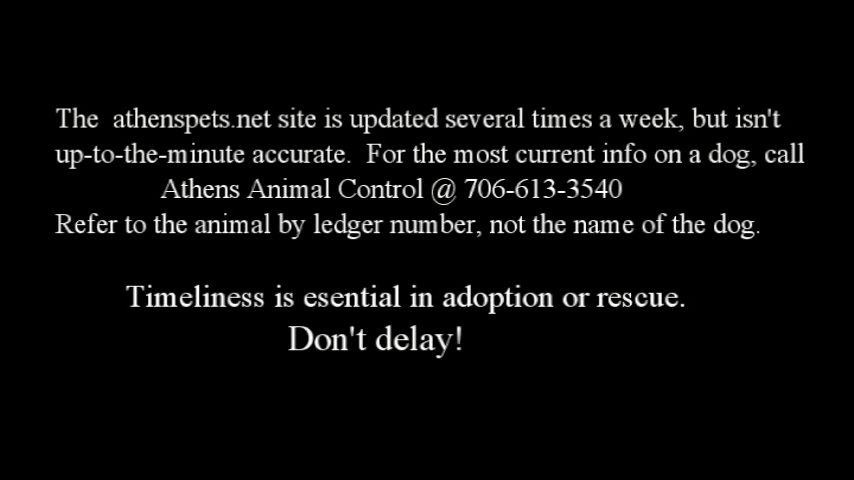 The  athenspets.net site is updated several times a week, but isn't
up-to-the-minute accurate.  For the most current info on a dog, call
Athens Animal Control @ 706-613-3540
Refer to the animal by ledger number, not the name of the dog.
Timeliness is esential in adoption or rescue.
Don't delay!